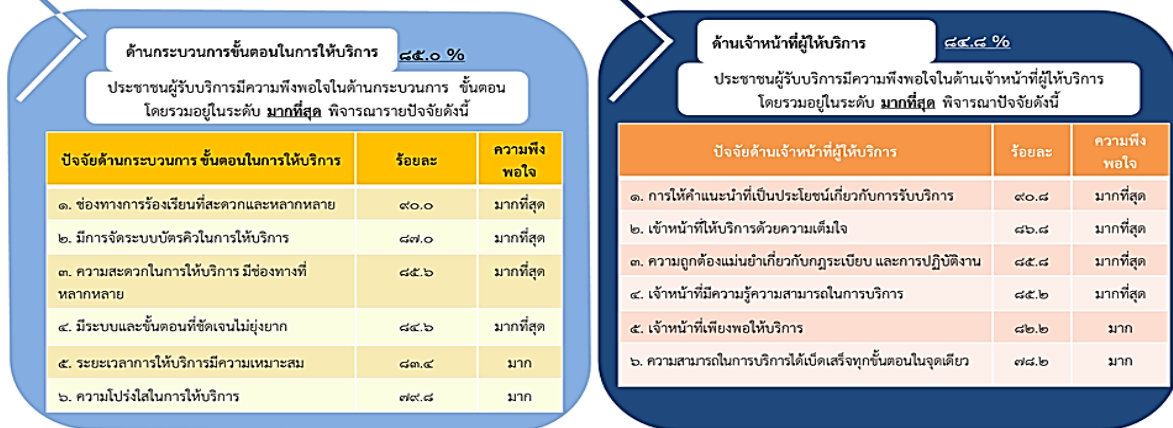 ด้านกระบวนการขั้นตอนในการให้บริการ ๘๕.๐ %
ประชาชนผู้รับบริการมีความพึงพอใจในด้านกระบวนการ ขั้นตอน
โดยรวมอยู่ในระดับ มากที่สุด พิจารณารายปัจจัยดังนี้
ปัจจัยด้านกระบวนการ ขั้นตอนในการให้บริการ ร้อยละ ความพึง
พอใจ
๑. ช่องทางการร้องเรียนที่สะดวกและหลากหลาย ๙๐.๐ มากที่สุด
๒. มีการจัดระบบบัตรคิวในการให้บริการ ๘๗.๐ มากที่สุด
๓. ความสะดวกในการให้บริการ มีช่องทางที่ ๘๕.๖ มากที่สุด
หลากหลาย
๔. มีระบบและขั้นตอนที่ชัดเจนไม่ยุ่งยาก ๘๔.๖ มากที่สุด
๕. ระยะเวลาการให้บริการมีความเหมาะสม ๘๓.๔ มาก
๖. ความโปร่งใสในการให้บริการ ๗๙.๘ มาก
ด้านเจ้าหน้าที่ผู้ให้บริการ ๘๔.๘ %
ประชาชนผู้รับบริการมีความพึงพอใจในด้านเจ้าหน้าที่ผู้ให้บริการ
โดยรวมอยู่ในระดับ มากที่สุด พิจารณาปัจจัยดังนี้
ปัจจัยด้านเจ้าหน้าที่ผู้ให้บริการ ร้อยละ ความพึง
พอใจ
๑. การให้คำแนะนำที่เป็นประโยชน์เกี่ยวกับการรับบริการ ๙๐.๘ มากที่สุด
๒. เจ้าหน้าที่ให้บริการด้วยความเต็มใจ ๘๖.๘ มากที่สุด
๓. ความถูกต้องแม่นยำเกี่ยวกับกฎระเบียบ และการปฏิบัติงาน ๘๕.๘ มากที่สุด
๔. เจ้าหน้าที่มีความรู้ความสามารถในการบริการ ๘๕.๒ มากที่สุด
๕. เจ้าหน้าที่เพียงพอให้บริการ ๘๒.๒ มาก
๖. ความสามารถในการบริการได้เบ็ดเสร็จทุกขั้นตอนในจุดเดียว ๗๘.๒ มาก